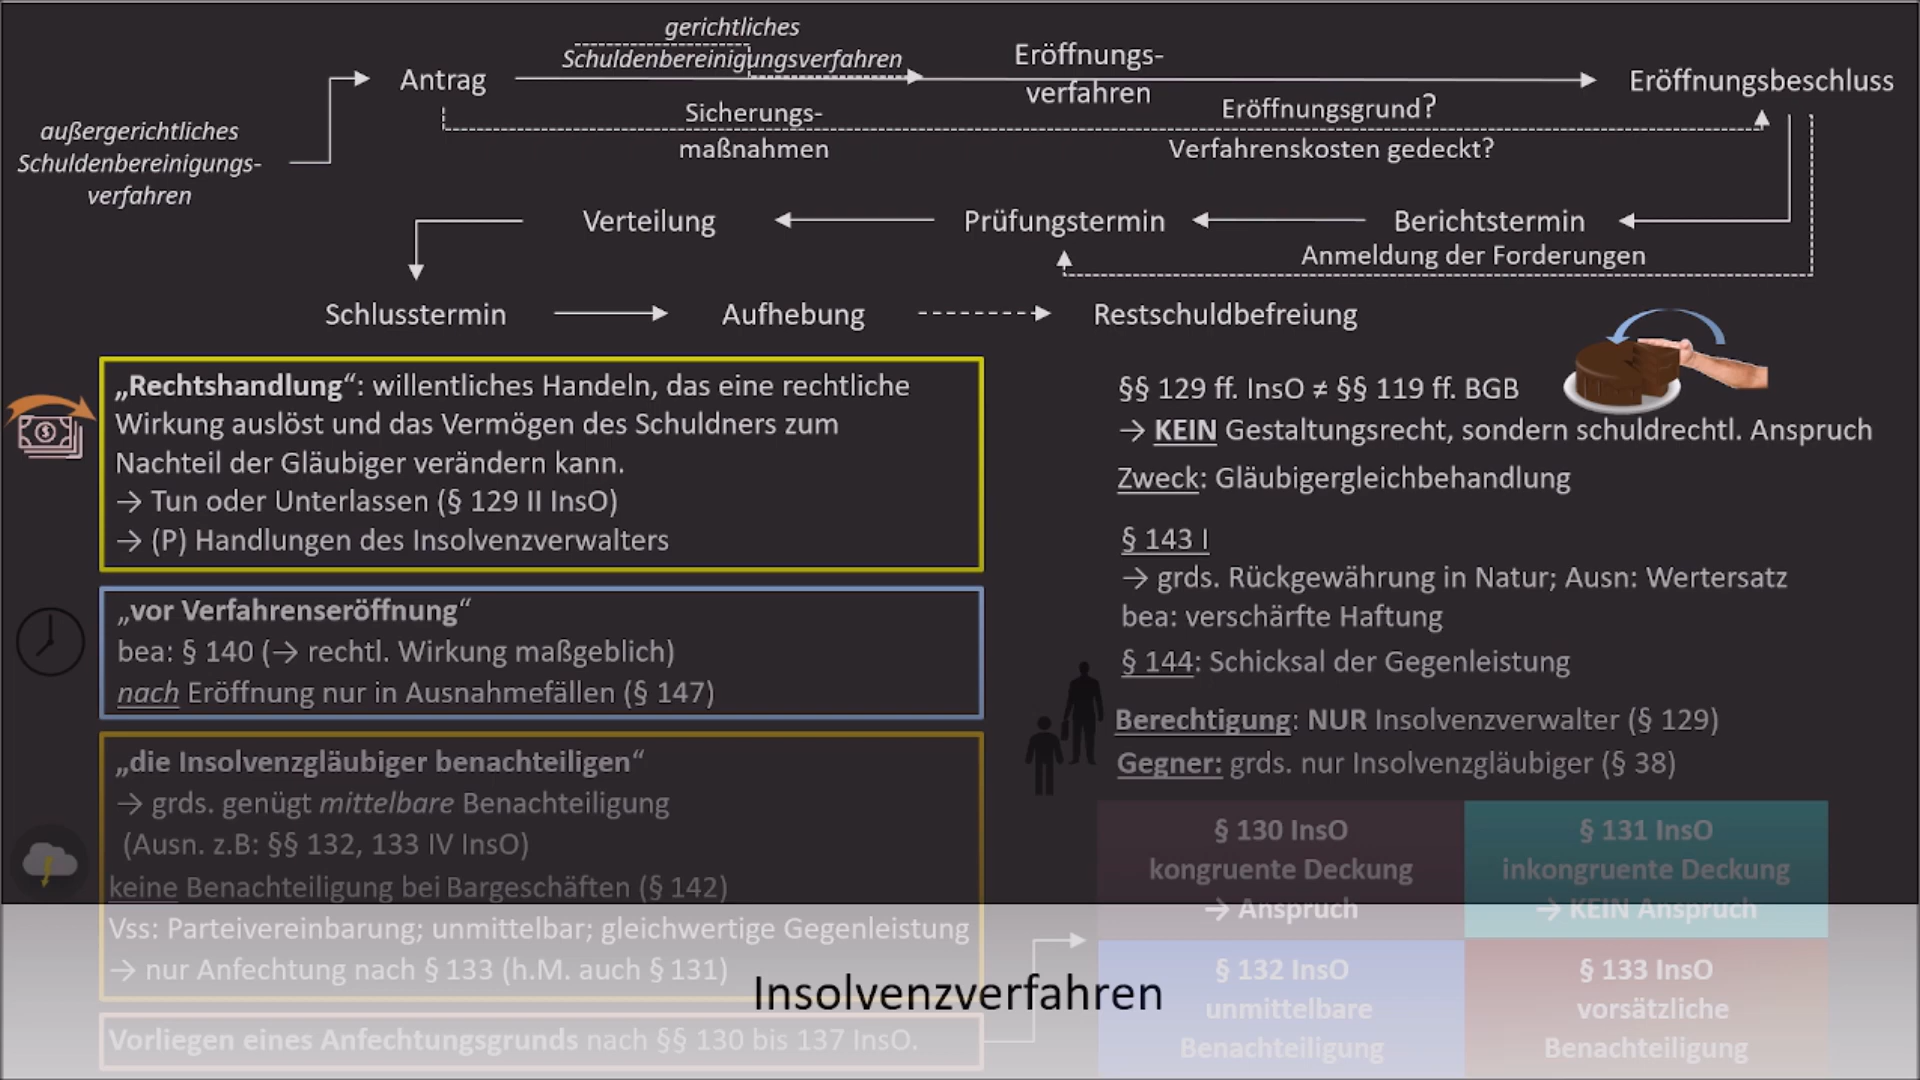 gerichtliches
Schuldenbereinigungsverfahren
Eröffnungs-
verfahren
Antrag
Eröffnungsbeschluss
Sicherungs-
maßnahmen
Eröffnungsgrund?
Verfahrenskosten gedeckt?
außergerichtliches
Schuldenbereinigungs-
verfahren
Verteilung
Prüfungstermin
Berichtstermin
Anmeldung der Forderungen
Schlusstermin
Aufhebung
Restschuldbefreiung
„Rechtshandlung“: willentliches Handeln, das eine rechtliche
Wirkung auslöst und das Vermögen des Schuldners zum
Nachteil der Gläubiger verändern kann.
→ Tun oder Unterlassen (§ 129 II InsO)
→ (P) Handlungen des Insolvenzverwalters
„vor Verfahrenseröffnung“
bea: § 140 (→ rechtl. Wirkung maßgeblich)
nach Eröffnung nur in Ausnahmefällen (§ 147)
„die Insolvenzgläubiger benachteiligen“
→ grds. genügt mittelbare Benachteiligung
(Ausn. z.B: §§ 132, 133 IV InsO)
keine Benachteiligung bei Bargeschäften (§ 142)
Vss: Parteivereinbarung; unmittelbar; gleichwertige Gegenleistung
→ nur Anfechtung nach § 133 (h.M. auch § 131)
Vorliegen eines Anfechtungsgrunds nach §§ 130 bis 137 InsO.
§§ 129 ff. InsO ≠ §§ 119 ff. BGB
→ KEIN Gestaltungsrecht, sondern schuldrechtl. Anspruch
Zweck: Gläubigergleichbehandlung
§ 143 I
→ grds. Rückgewährung in Natur; Ausn: Wertersatz
bea: verschärfte Haftung
§ 144: Schicksal der Gegenleistung
Berechtigung: NUR Insolvenzverwalter (§ 129)
Gegner: grds. nur Insolvenzgläubiger (§ 38)
§ 130 InsO
kongruente Deckung
→ Anspruch
§ 131 InsO
inkongruente Deckung
→ KEIN Anspruch
§ 132 InsO
unmittelbare
Benachteiligung
§ 133 InsO
vorsätzliche
Benachteiligung
Insolvenzverfahren